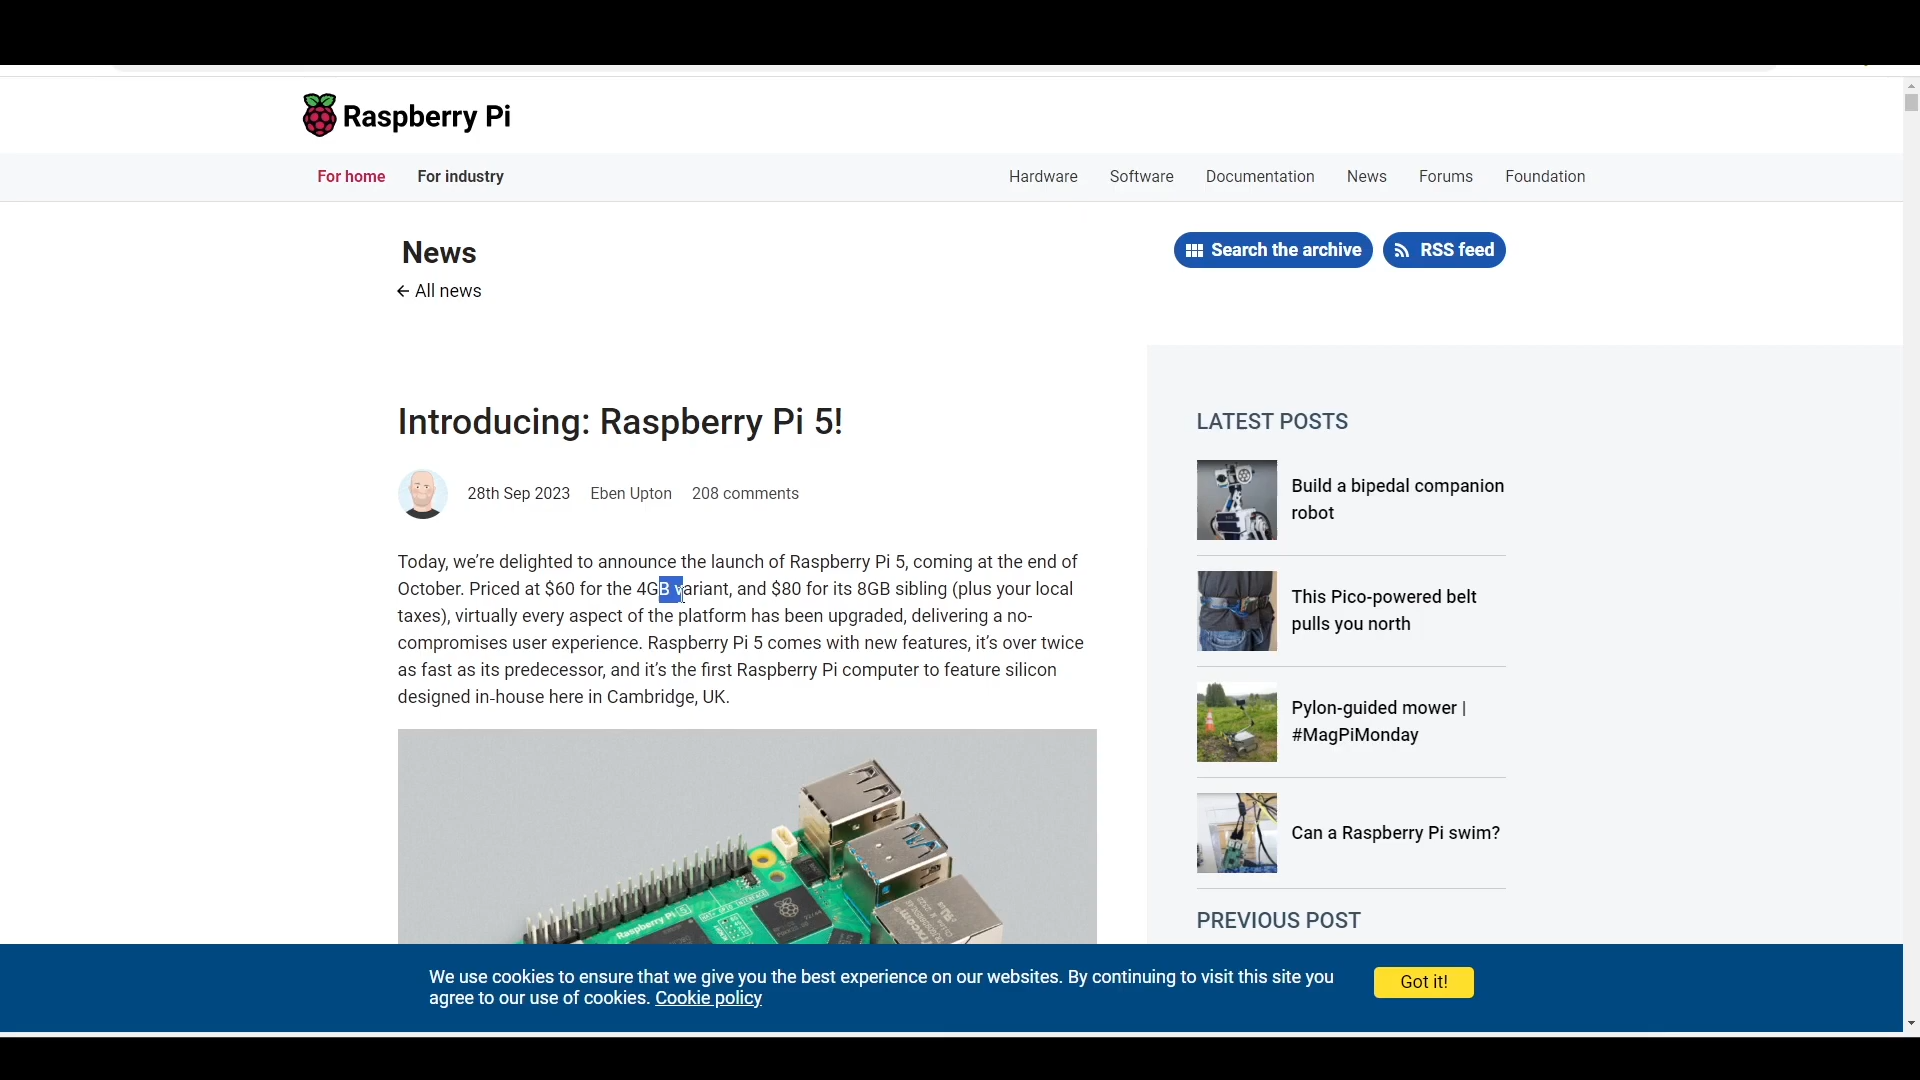 Raspberry Pi
For home
For industry
Hardware
Software
Documentation
News
Forums
Foundation
News
Search the archive
RSS feed
← All news
Introducing: Raspberry Pi 5!
28th Sep 2023
Eben Upton
208 comments
Today, we’re delighted to announce the launch of Raspberry Pi 5, coming at the end of
October. Priced at $60 for the 4GB variant, and $80 for its 8GB sibling (plus your local
taxes), virtually every aspect of the platform has been upgraded, delivering a no-
compromises user experience. Raspberry Pi 5 comes with new features, it’s over twice
as fast as its predecessor, and it’s the first Raspberry Pi computer to feature silicon
designed in-house here in Cambridge, UK.
Raspberry Pi 5
LATEST POSTS
Build a bipedal companion
robot
This Pico-powered belt
pulls you north
Pylon-guided mower |
#MagPiMonday
Can a Raspberry Pi swim?
PREVIOUS POST
We use cookies to ensure that we give you the best experience on our websites. By continuing to visit this site you
agree to our use of cookies. Cookie policy
Got it!